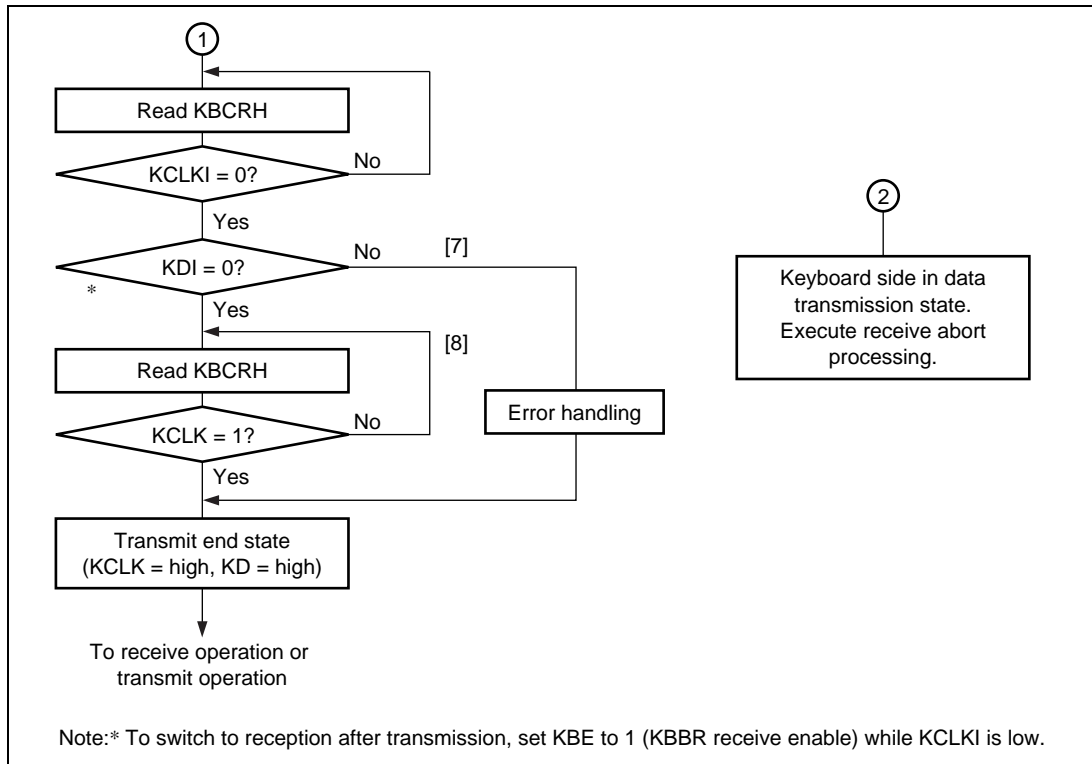 1
Read KBCRH
KCLKI = 0?
No
Yes
KDI = 0?
No
[7]
*
Yes
[8]
Read KBCRH
KCLK = 1?
No
Error handling
Yes
Transmit end state
(KCLK = high, KD = high)
To receive operation or
transmit operation
2
Keyboard side in data
transmission state.
Execute receive abort
processing.
Note:* To switch to reception after transmission, set KBE to 1 (KBBR receive enable) while KCLKI is low.